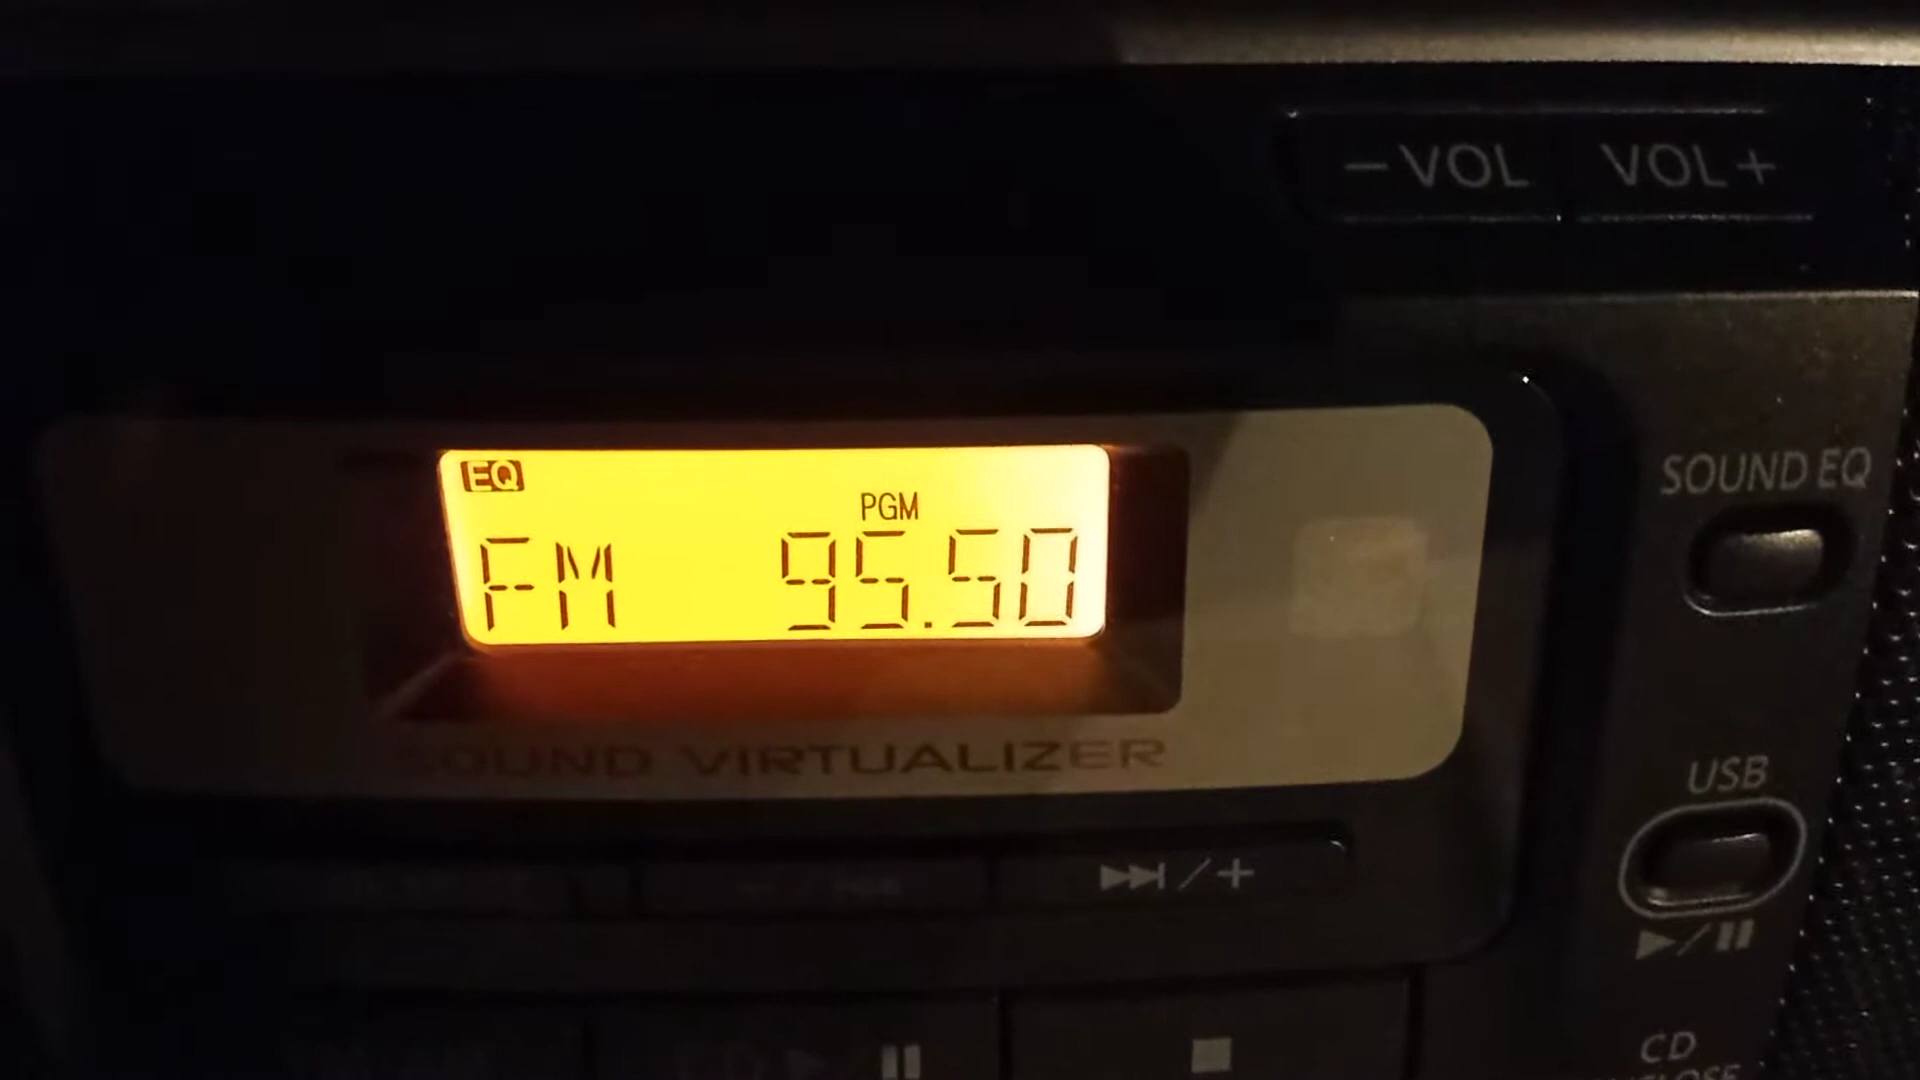 −VOL VOL+
EQ
PGM
FM 95.50
SOUND EQ
SOUND VIRTUALIZER
USB
/+
CD